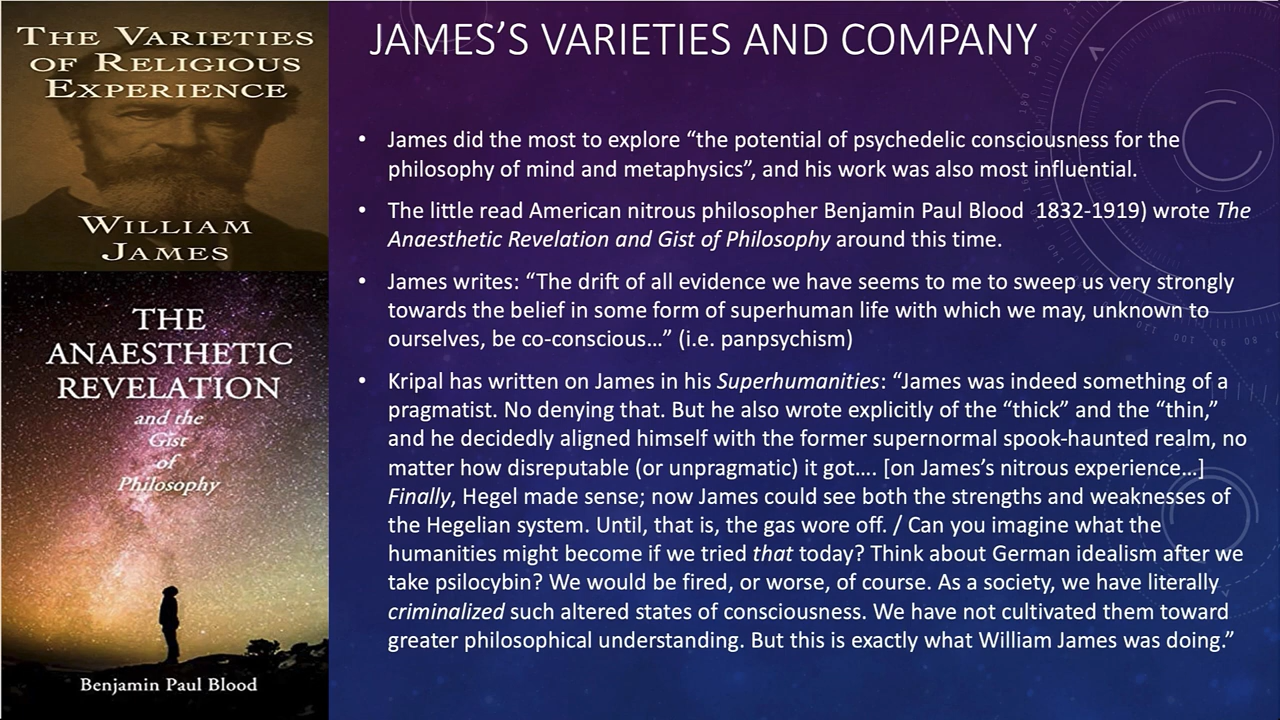 THE VARIETIES
OF RELIGIOUS
EXPERIENCE
WILLIAM
JAMES
THE
ANAESTHETIC
REVELATION
and the
Gist
of
Philosophy
Benjamin Paul Blood
JAMES'S VARIETIES AND COMPANY
• James did the most to explore “the potential of psychedelic consciousness for the
philosophy of mind and metaphysics”, and his work was also most influential.
• The little read American nitrous philosopher Benjamin Paul Blood 1832-1919) wrote The
Anaesthetic Revelation and Gist of Philosophy around this time.
• James writes: “The drift of all evidence we have seems to me to sweep us very strongly
towards the belief in some form of superhuman life with which we may, unknown to
ourselves, be co-conscious…” (i.e. panpsychism)
• Kripal has written on James in his Superhumanities: “James was indeed something of a
pragmatist. No denying that. But he also wrote explicitly of the “thick” and the “thin,”
and he decidedly aligned himself with the former supernormal spook-haunted realm, no
matter how disreputable (or unpragmatic) it got…. [on James’s nitrous experience…]
Finally, Hegel made sense; now James could see both the strengths and weaknesses of
the Hegelian system. Until, that is, the gas wore off. / Can you imagine what the
humanities might become if we tried that today? Think about German idealism after we
take psilocybin? We would be fired, or worse, of course. As a society, we have literally
criminalized such altered states of consciousness. We have not cultivated them toward
greater philosophical understanding. But this is exactly what William James was doing.”